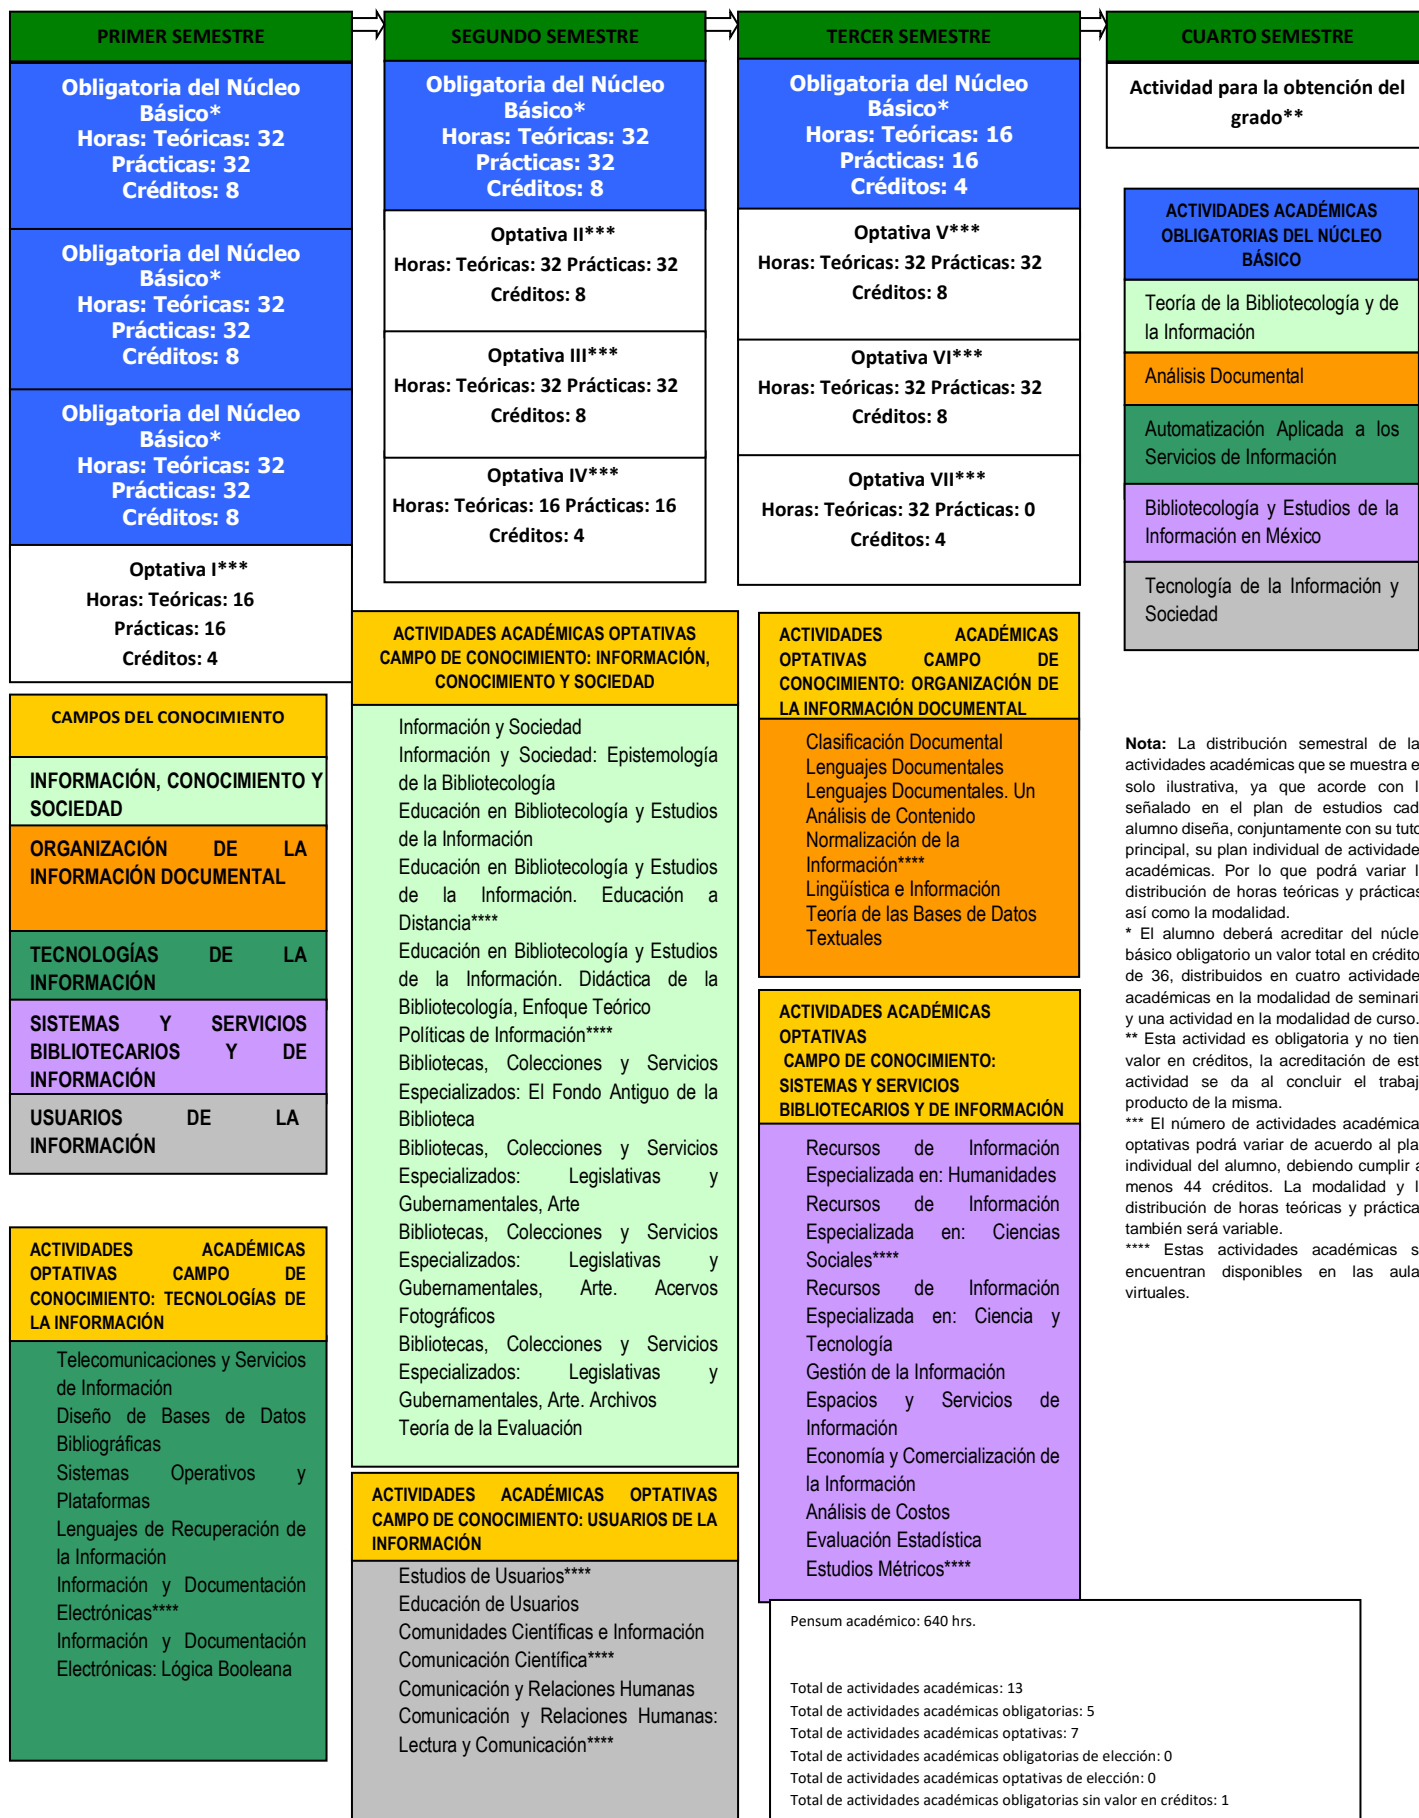 PRIMER SEMESTRE
Obligatoria del Núcleo
Básico*
Horas: Teóricas: 32
Prácticas: 32
Créditos: 8
Obligatoria del Núcleo
Básico*
Horas: Teóricas: 32
Prácticas: 32
Créditos: 8
Obligatoria del Núcleo
Básico*
Horas: Teóricas: 32
Prácticas: 32
Créditos: 8
Optativa I***
Horas: Teóricas: 16
Prácticas: 16
Créditos: 4
SEGUNDO SEMESTRE
Obligatoria del Núcleo
Básico*
Horas: Teóricas: 32
Prácticas: 32
Créditos: 8
Optativa II***
Horas: Teóricas: 32 Prácticas: 32
Créditos: 8
Optativa III***
Horas: Teóricas: 32 Prácticas: 32
Créditos: 8
Optativa IV***
Horas: Teóricas: 16 Prácticas: 16
Créditos: 4
TERCER SEMESTRE
Obligatoria del Núcleo
Básico*
Horas: Teóricas: 16
Prácticas: 16
Créditos: 4
Optativa V***
Horas: Teóricas: 32 Prácticas: 32
Créditos: 8
Optativa VI***
Horas: Teóricas: 32 Prácticas: 32
Créditos: 8
Optativa VII***
Horas: Teóricas: 32 Prácticas: 0
Créditos: 4
CUARTO SEMESTRE
Actividad para la obtención del
grado**
ACTIVIDADES ACADÉMICAS
OBLIGATORIAS DEL NÚCLEO
BÁSICO
Teoría de la Bibliotecología y de
la Información
Análisis Documental
Automatización Aplicada a los
Servicios de Información
Bibliotecología y Estudios de la
Información en México
Tecnología de la Información y
Sociedad
CAMPOS DEL CONOCIMIENTO
INFORMACIÓN, CONOCIMIENTO Y
SOCIEDAD
ORGANIZACIÓN DE LA
INFORMACIÓN DOCUMENTAL
TECNOLOGÍAS DE LA
INFORMACIÓN
SISTEMAS Y SERVICIOS
BIBLIOTECARIOS Y DE
INFORMACIÓN
USUARIOS DE LA
INFORMACIÓN
ACTIVIDADES ACADÉMICAS
OPTATIVAS CAMPO DE
CONOCIMIENTO: TECNOLOGÍAS DE
LA INFORMACIÓN
Telecomunicaciones y Servicios
de Información
Diseño de Bases de Datos
Bibliográficas
Sistemas Operativos y
Plataformas
Lenguajes de Recuperación de
la Información
Información y Documentación
Electrónicas****
Información y Documentación
Electrónicas: Lógica Booleana
ACTIVIDADES ACADÉMICAS OPTATIVAS
CAMPO DE CONOCIMIENTO: INFORMACIÓN,
CONOCIMIENTO Y SOCIEDAD
Información y Sociedad
Información y Sociedad: Epistemología
de la Bibliotecología
Educación en Bibliotecología y Estudios
de la Información
Educación en Bibliotecología y Estudios
de la Información. Educación a
Distancia****
Educación en Bibliotecología y Estudios
de la Información. Didáctica de la
Bibliotecología, Enfoque Teórico
Políticas de Información****
Bibliotecas, Colecciones y Servicios
Especializados: El Fondo Antiguo de la
Biblioteca
Bibliotecas, Colecciones y Servicios
Especializados: Legislativas y
Gubernamentales, Arte
Bibliotecas, Colecciones y Servicios
Especializados: Legislativas y
Gubernamentales, Arte. Acervos
Fotográficos
Bibliotecas, Colecciones y Servicios
Especializados: Legislativas y
Gubernamentales, Arte. Archivos
Teoría de la Evaluación
ACTIVIDADES ACADÉMICAS OPTATIVAS
CAMPO DE CONOCIMIENTO: USUARIOS DE LA
INFORMACIÓN
Estudios de Usuarios****
Educación de Usuarios
Comunidades Científicas e Información
Comunicación Científica****
Comunicación y Relaciones Humanas
Comunicación y Relaciones Humanas:
Lectura y Comunicación****
ACTIVIDADES ACADÉMICAS
OPTATIVAS CAMPO DE
CONOCIMIENTO: ORGANIZACIÓN DE
LA INFORMACIÓN DOCUMENTAL
Clasificación Documental
Lenguajes Documentales
Lenguajes Documentales. Un
Análisis de Contenido
Normalización de la
Información****
Lingüística e Información
Teoría de las Bases de Datos
Textuales
ACTIVIDADES ACADÉMICAS
OPTATIVAS
CAMPO DE CONOCIMIENTO:
SISTEMAS Y SERVICIOS
BIBLIOTECARIOS Y DE INFORMACIÓN
Recursos de Información
Especializada en: Humanidades
Recursos de Información
Especializada en: Ciencias
Sociales****
Recursos de Información
Especializada en: Ciencia y
Tecnología
Gestión de la Información
Espacios y Servicios de
Información
Economía y Comercialización de
la Información
Análisis de Costos
Evaluación Estadística
Estudios Métricos****
Nota: La distribución semestral de la
actividades académicas que se muestra e
solo ilustrativa, ya que acorde con l
señalado en el plan de estudios cad
alumno diseña, conjuntamente con su tuto
principal, su plan individual de actividade
académicas. Por lo que podrá variar l
distribución de horas teóricas y prácticas
así como la modalidad.
* El alumno deberá acreditar del núcle
básico obligatorio un valor total en crédito
de 36, distribuidos en cuatro actividade
académicas en la modalidad de seminari
y una actividad en la modalidad de curso.
** Esta actividad es obligatoria y no tien
valor en créditos, la acreditación de est
actividad se da al concluir el trabaj
producto de la misma.
*** El número de actividades académica
optativas podrá variar de acuerdo al pla
individual del alumno, debiendo cumplir a
menos 44 créditos. La modalidad y l
distribución de horas teóricas y práctica
también será variable.
**** Estas actividades académicas s
encuentran disponibles en las aula
virtuales.
Pensum académico: 640 hrs.
Total de actividades académicas: 13
Total de actividades académicas obligatorias: 5
Total de actividades académicas optativas: 7
Total de actividades académicas obligatorias de elección: 0
Total de actividades académicas optativas de elección: 0
Total de actividades académicas obligatorias sin valor en créditos: 1